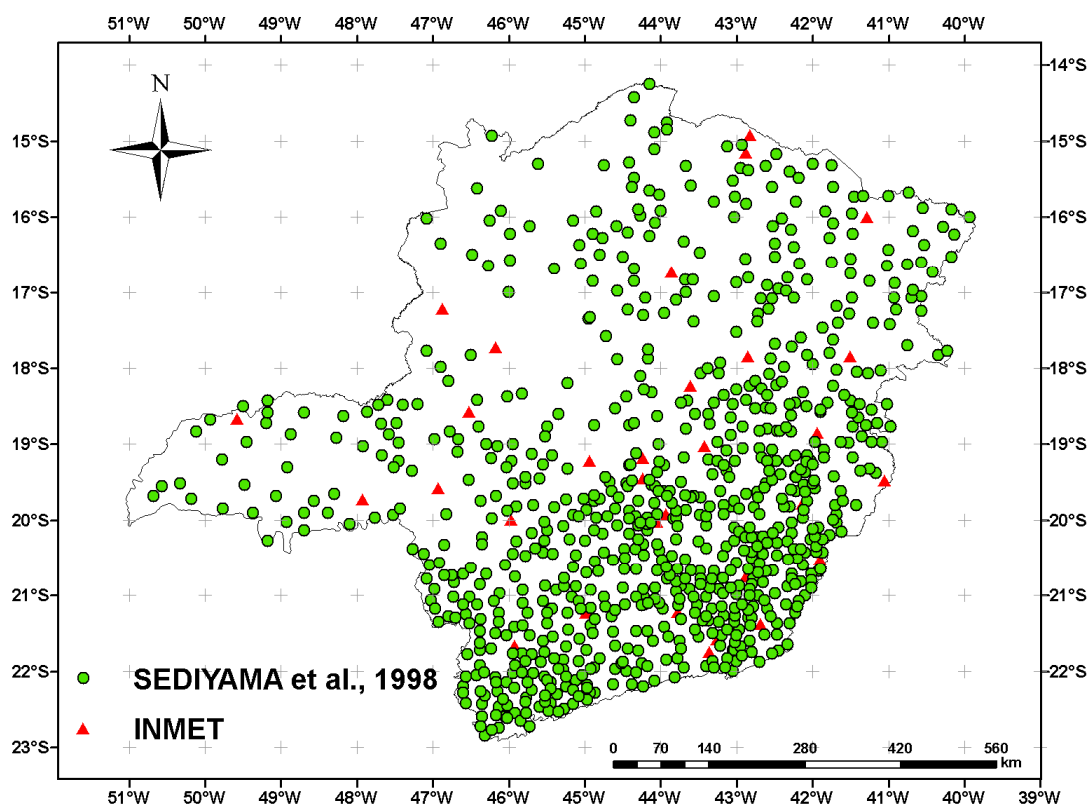 51°W 50°W 49°W 48°W 47°W 46°W 45°W 44°W 43°W 42°W 41°W 40°W
N
14°S
15°S 15°S
16°S 16°S
17°S 17°S
18°S 18°S
19°S 19°S
20°S 20°S
21°S 21°S
22°S 22°S
SEDIYAMA et al., 1998
INMET
23°S 23°S
0 70 140 280 420 560
km
51°W 50°W 49°W 48°W 47°W 46°W 45°W 44°W 43°W 42°W 41°W 40°W 39°W